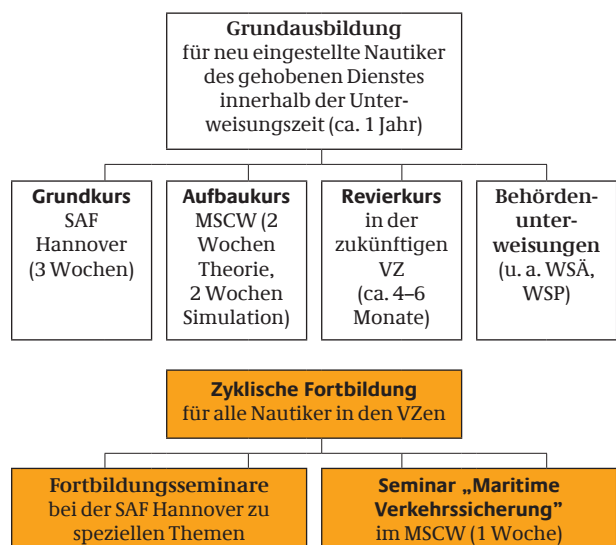 Grundausbildung
für neu eingestellte Nautiker
des gehobenen Dienstes
innerhalb der Unter-
weisungszeit (ca. 1 Jahr)
Grundkurs
SAF
Hannover
(3 Wochen)
Aufbaukurs
MSCW (2
Wochen
Theorie,
2 Wochen
Simulation)
Revierkurs
in der
zukünftigen
VZ
(ca. 4–6
Monate)
Behörden-
unter-
weisungen
(u. a. WSÄ,
WSP)
Zyklische Fortbildung
für alle Nautiker in den VZen
Fortbildungsseminare
bei der SAF Hannover zu
speziellen Themen
Seminar „Maritime
Verkehrssicherung”
im MSCW (1 Woche)